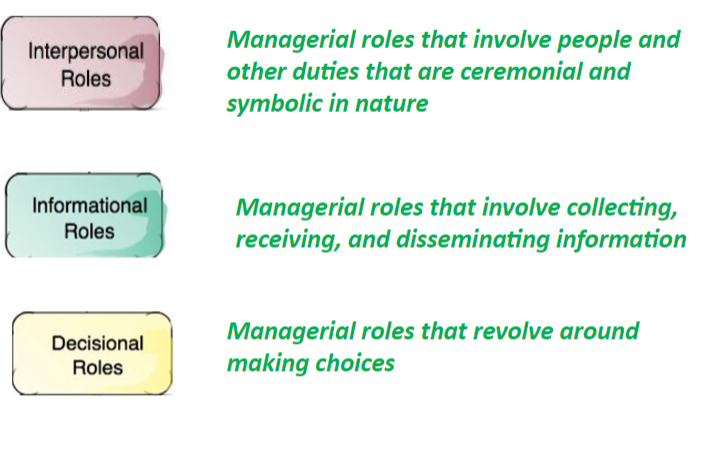 Interpersonal
Roles
Managerial roles that involve people and
other duties that are ceremonial and
symbolic in nature
Informational
Roles
Managerial roles that involve collecting,
receiving, and disseminating information
Decisional
Roles
Managerial roles that revolve around
making choices